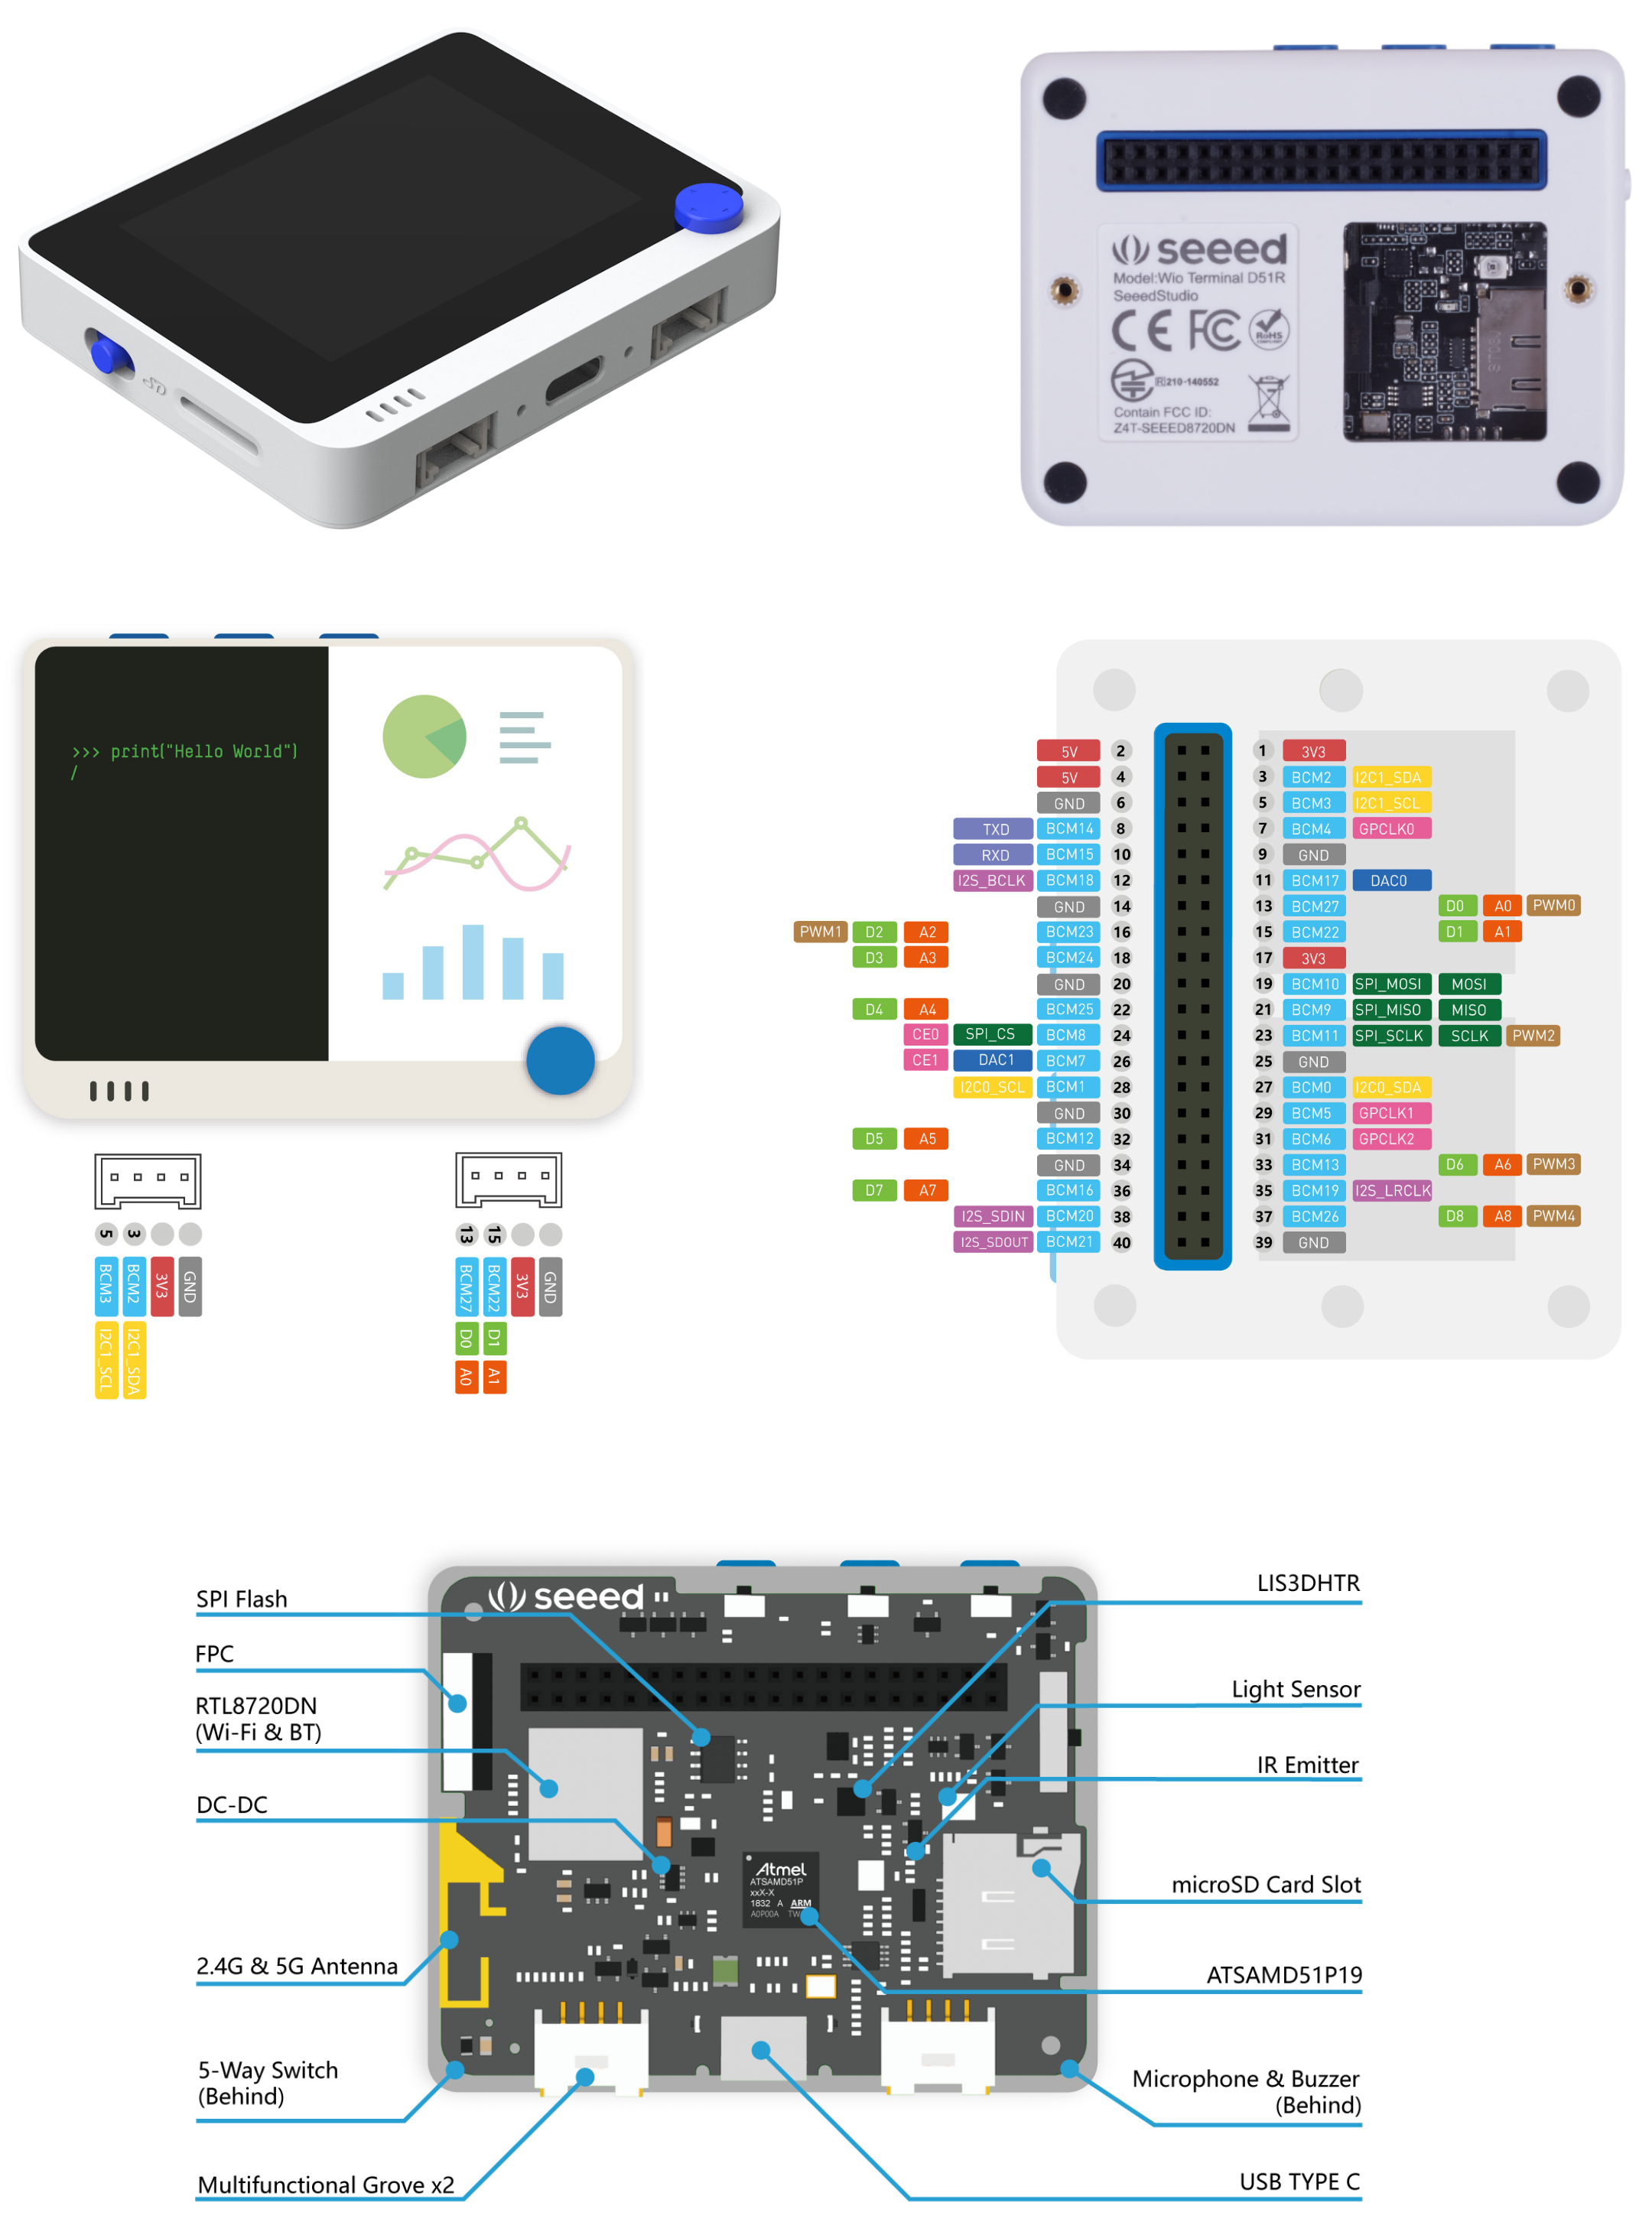 SD
seeed
Model:Wio Terminal D51R
SeeedStudio
CE FC RoHS
COMPLIANT
R 210-140552
Contain FCC ID:
Z4T-SEEED8720DN
>>> print("Hello World")
/
5 3
BCM3 BCM2 3V3 GND
I2C1_SCL I2C1_SDA
13 15
BCM27 BCM22 3V3 GND
D0 D1
A0 A1
5V 2 1 3V3
5V 4 3 BCM2 I2C1_SDA
GND 6 5 BCM3 I2C1_SCL
TXD BCM14 8 7 BCM4 GPCLK0
RXD BCM15 10 9 GND
I2S_BCLK BCM18 12 11 BCM17 DAC0
GND 14 13 BCM27 D0 A0 PWM0
PWM1 D2 A2 BCM23 16 15 BCM22 D1 A1
D3 A3 BCM24 18 17 3V3
GND 20 19 BCM10 SPI_MOSI MOSI
D4 A4 BCM25 22 21 BCM9 SPI_MISO MISO
CE0 SPI_CS BCM8 24 23 BCM11 SPI_SCLK SCLK PWM2
CE1 DAC1 BCM7 26 25 GND
I2C0_SCL BCM1 28 27 BCM0 I2C0_SDA
GND 30 29 BCM5 GPCLK1
D5 A5 BCM12 32 31 BCM6 GPCLK2
GND 34 33 BCM13 D6 A6 PWM3
D7 A7 BCM16 36 35 BCM19 I2S_LRCLK
I2S_SDIN BCM20 38 37 BCM26 D8 A8 PWM4
I2S_SDOUT BCM21 40 39 GND
seeed
SPI Flash
FPC
RTL8720DN
(Wi-Fi & BT)
DC-DC
2.4G & 5G Antenna
5-Way Switch
(Behind)
Multifunctional Grove x2
Atmel
ATSAMD51P
xxX-X
1832 A ARM
A0P00A TW
LIS3DHTR
Light Sensor
IR Emitter
microSD Card Slot
ATSAMD51P19
Microphone & Buzzer
(Behind)
USB TYPE C